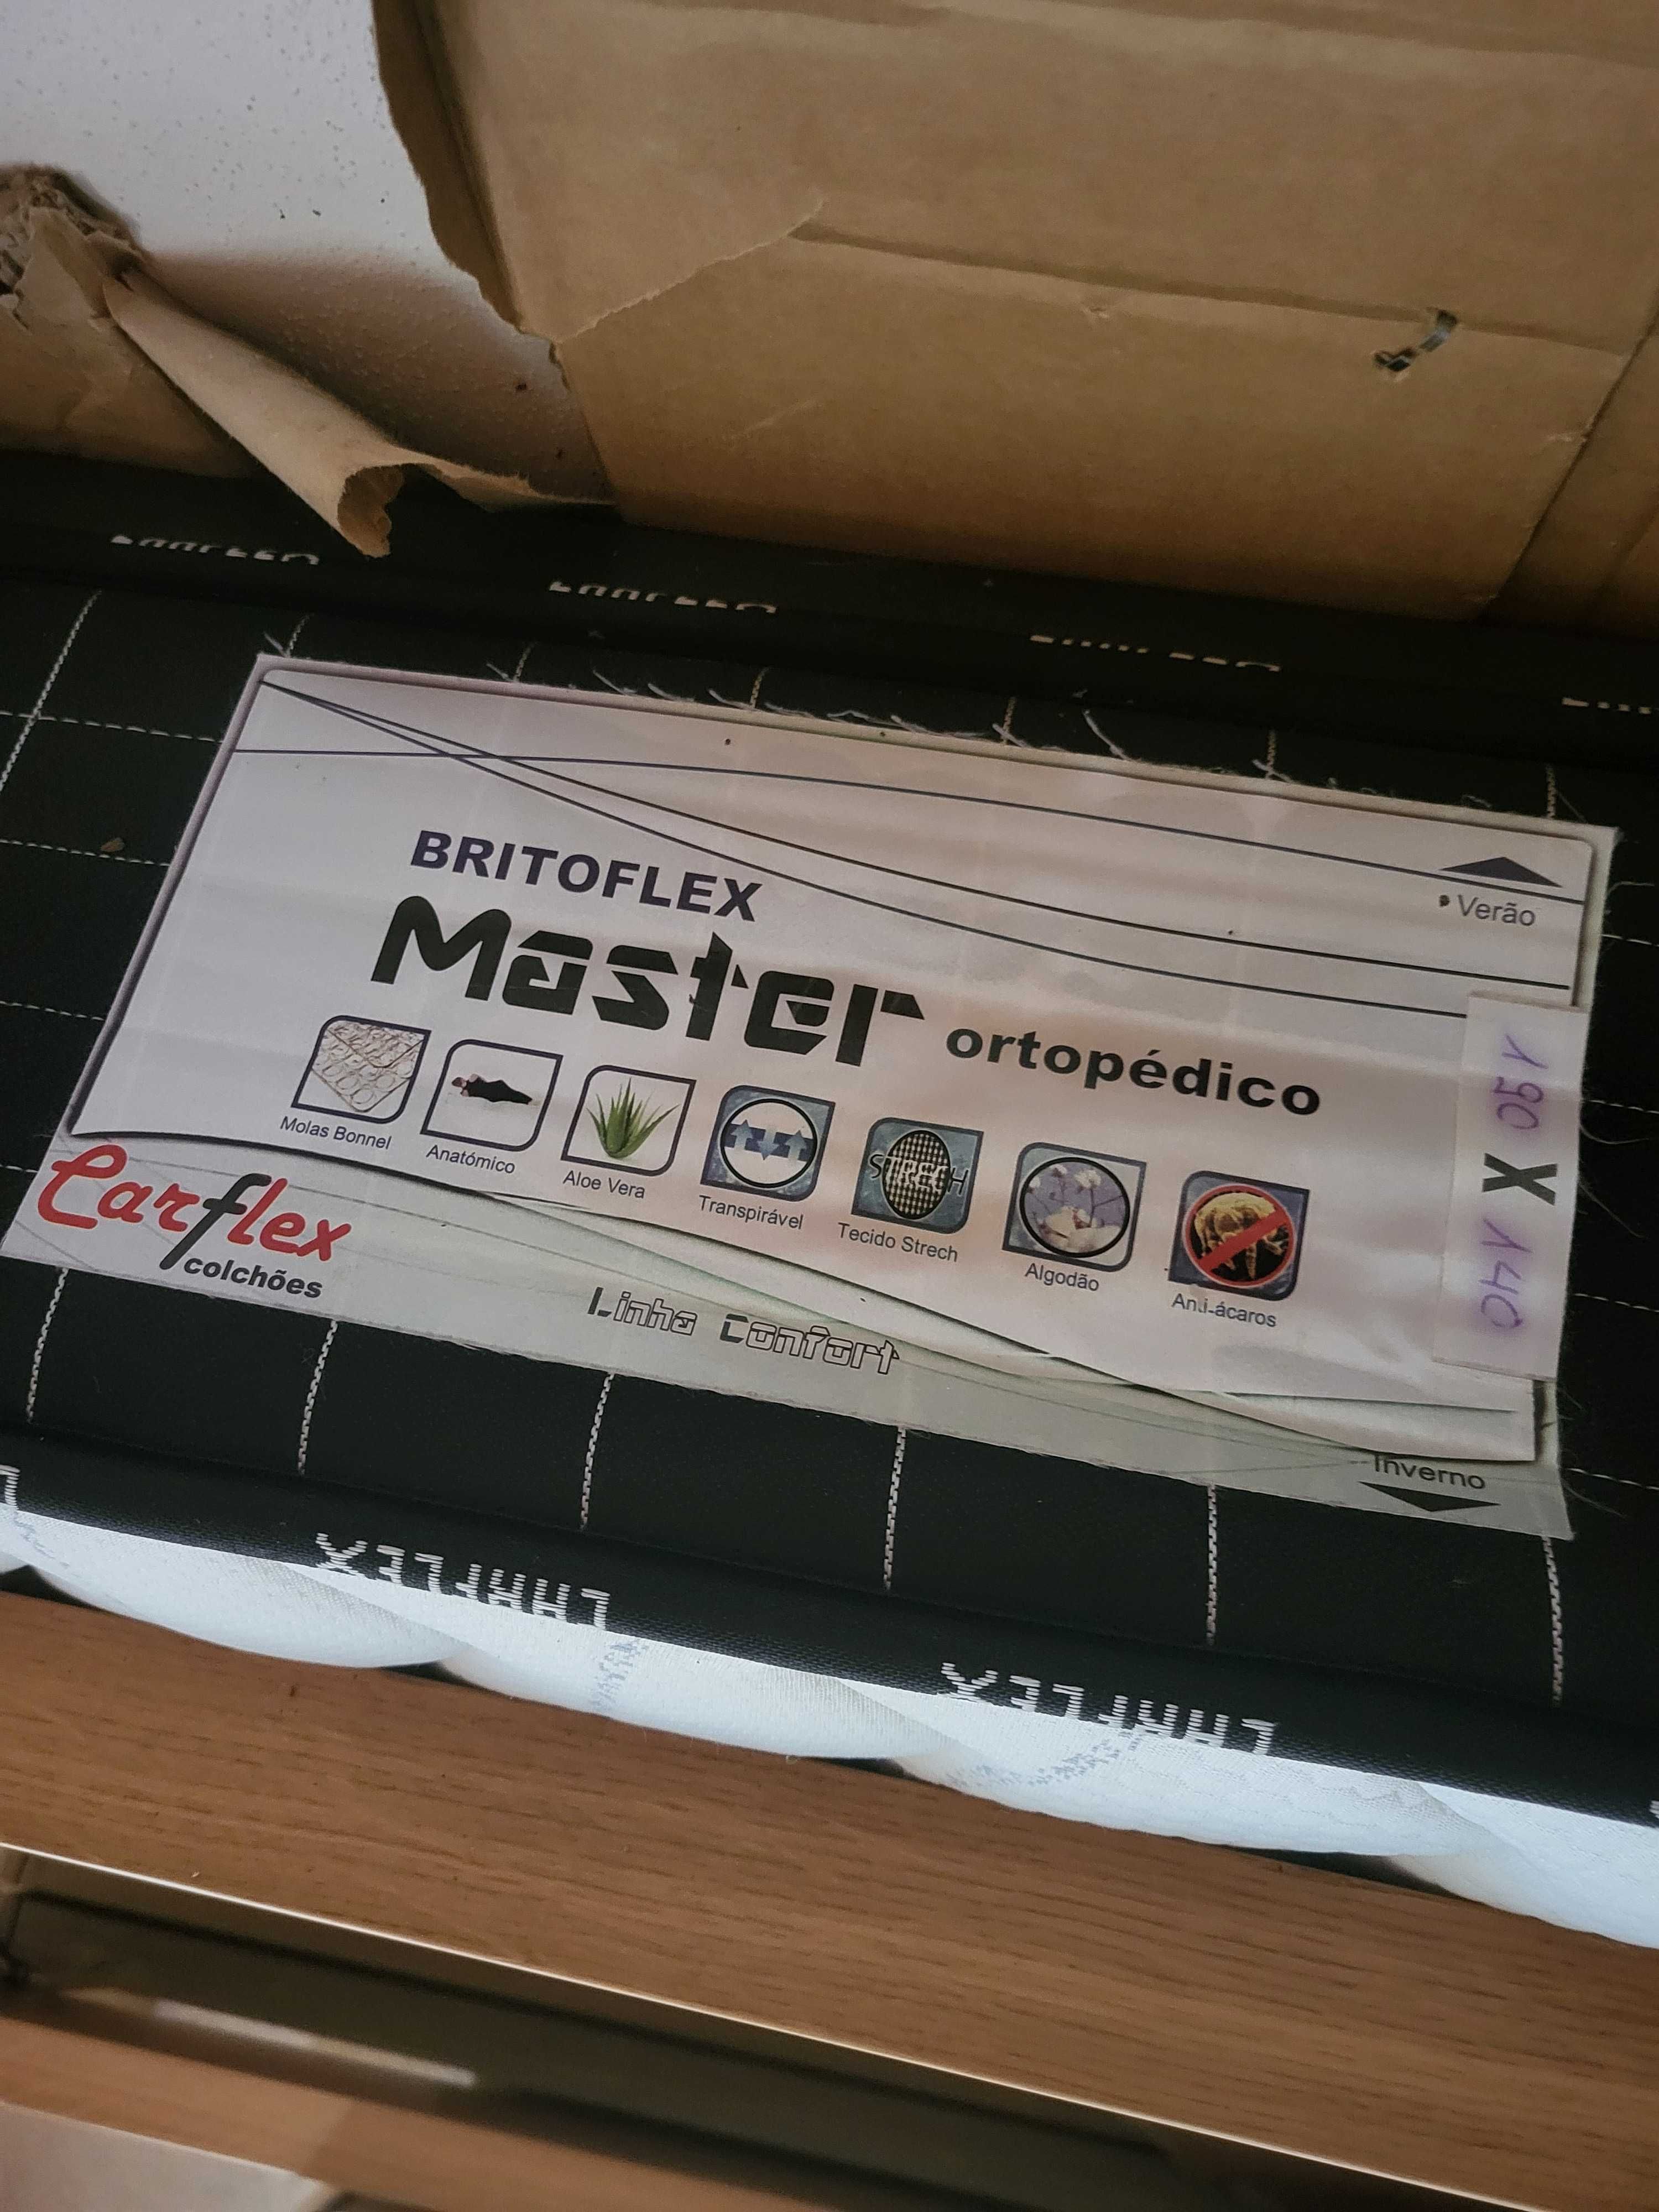 BRITOFLEX
Master ortopédico
Verão
190 X 140
Molas Bonnel
Anatómico
Aloe Vera
Transpirável
STRECH
Tecido Strech
Algodão
Anti-ácaros
Carflex
colchões
Linha Confort
Inverno
CARFLEX
CARFLEX